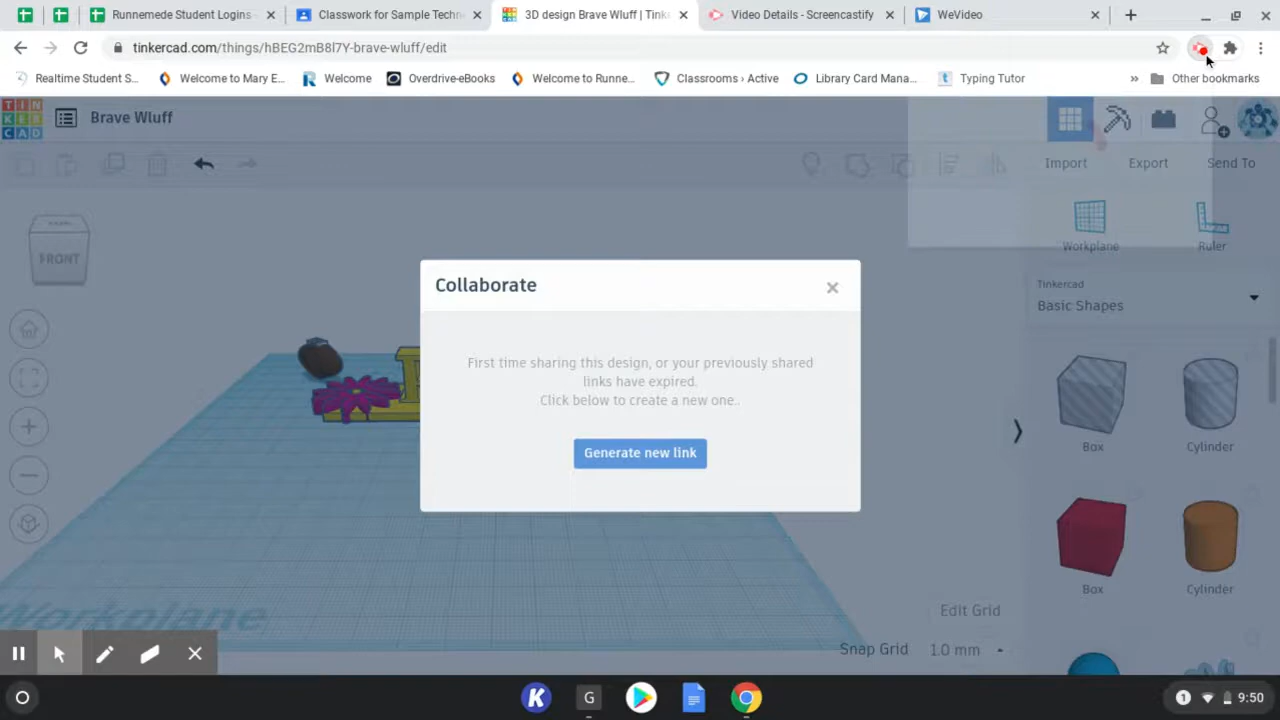 Runnemede Student Logins -
Classwork for Sample Techn
3D design Brave Wluff | Tink
Video Details - Screencastify
WeVideo
tinkercad.com/things/hBEG2mB8l7Y-brave-wluff/edit
Realtime Student S...
Welcome to Mary E...
Welcome
Overdrive-eBooks
Welcome to Runne...
Classrooms › Active
Library Card Mana...
t Typing Tutor
»
Other bookmarks
TIN
KER
CAD
Brave Wluff
Import
Export
Send To
FRONT
Workplane
Ruler
Tinkercad
Basic Shapes
Collaborate
First time sharing this design, or your previously shared
links have expired.
Click below to create a new one..
Generate new link
Box
Cylinder
Box
Cylinder
Workplane
Edit Grid
Snap Grid 1.0 mm
K
G
1
9:50